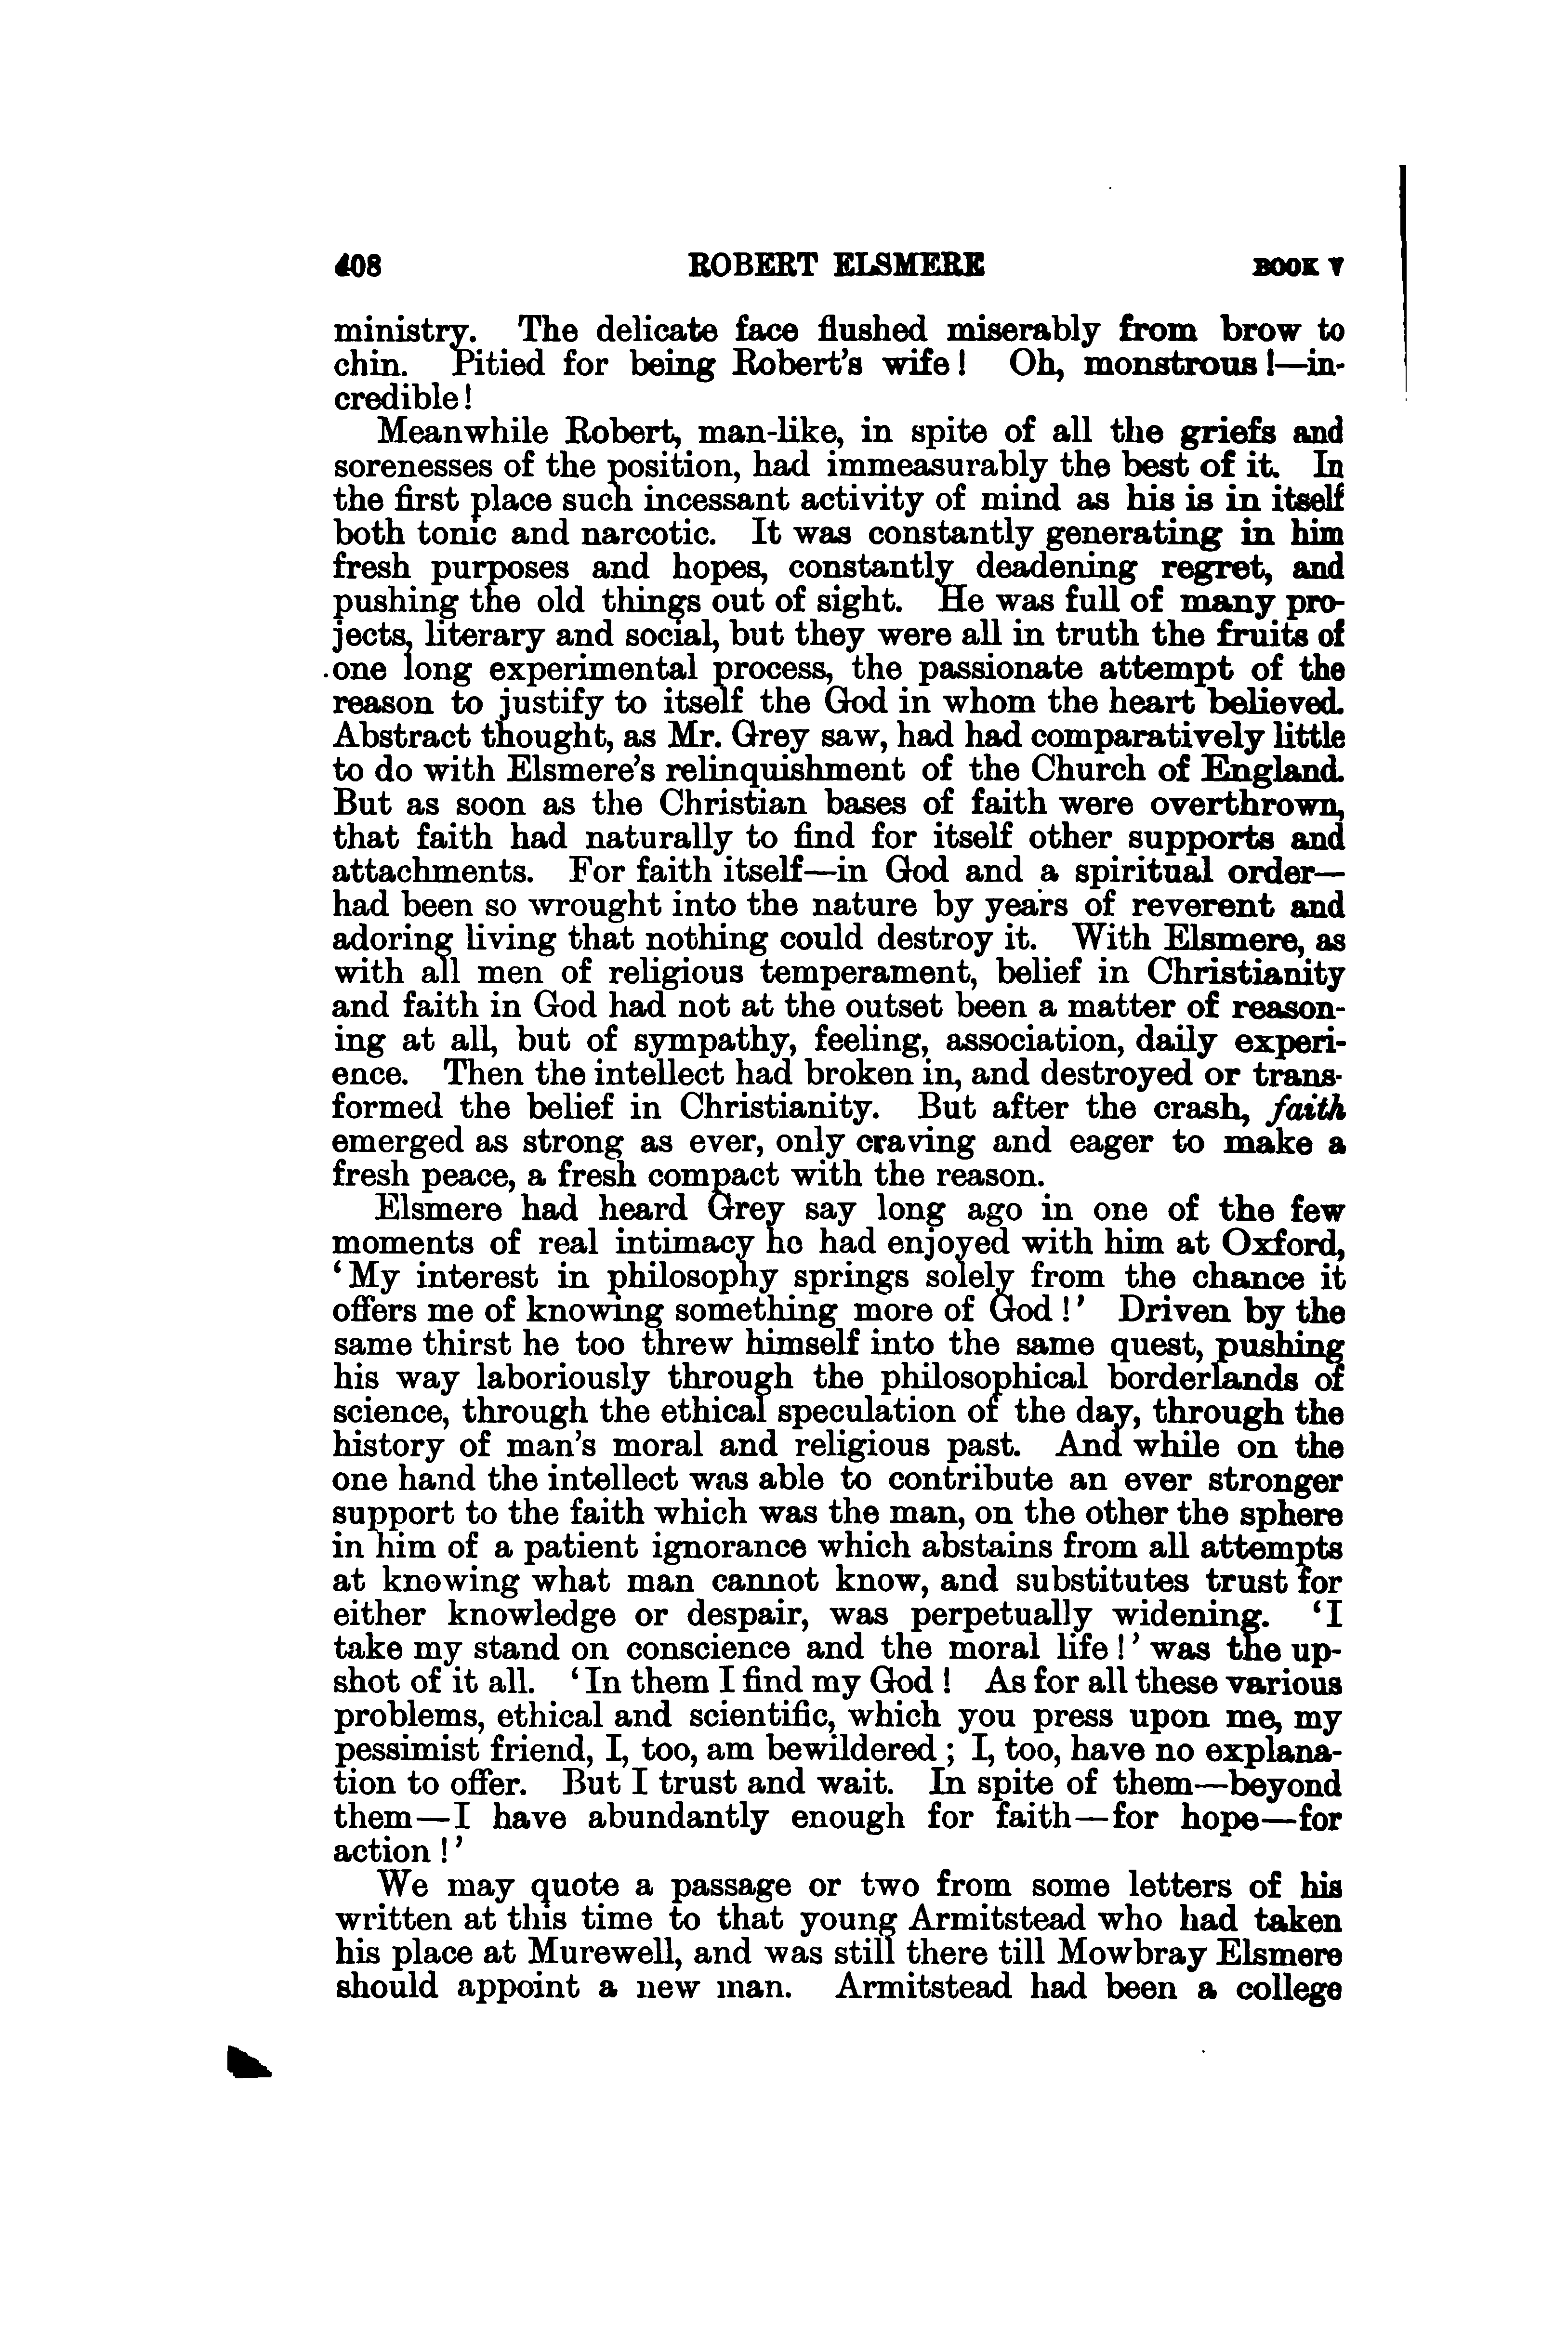 408 ROBERT ELSMERE BOOK V
ministry. The delicate face flushed miserably from brow to
chin. Pitied for being Robert's wife! Oh, monstrous!—in-
credible!
Meanwhile Robert, man-like, in spite of all the griefs and
sorenesses of the position, had immeasurably the best of it. In
the first place such incessant activity of mind as his is in itself
both tonic and narcotic. It was constantly generating in him
fresh purposes and hopes, constantly deadening regret, and
pushing the old things out of sight. He was full of many pro-
jects, literary and social, but they were all in truth the fruits of
one long experimental process, the passionate attempt of the
reason to justify to itself the God in whom the heart believed.
Abstract thought, as Mr. Grey saw, had had comparatively little
to do with Elsmere's relinquishment of the Church of England.
But as soon as the Christian bases of faith were overthrown,
that faith had naturally to find for itself other supports and
attachments. For faith itself—in God and a spiritual order—
had been so wrought into the nature by years of reverent and
adoring living that nothing could destroy it. With Elsmere, as
with all men of religious temperament, belief in Christianity
and faith in God had not at the outset been a matter of reason-
ing at all, but of sympathy, feeling, association, daily experi-
ence. Then the intellect had broken in, and destroyed or trans-
formed the belief in Christianity. But after the crash, faith
emerged as strong as ever, only craving and eager to make a
fresh peace, a fresh compact with the reason.
Elsmere had heard Grey say long ago in one of the few
moments of real intimacy he had enjoyed with him at Oxford,
'My interest in philosophy springs solely from the chance it
offers me of knowing something more of God!' Driven by the
same thirst he too threw himself into the same quest, pushing
his way laboriously through the philosophical borderlands of
science, through the ethical speculation of the day, through the
history of man's moral and religious past. And while on the
one hand the intellect was able to contribute an ever stronger
support to the faith which was the man, on the other the sphere
in him of a patient ignorance which abstains from all attempts
at knowing what man cannot know, and substitutes trust for
either knowledge or despair, was perpetually widening. 'I
take my stand on conscience and the moral life!' was the up-
shot of it all. 'In them I find my God! As for all these various
problems, ethical and scientific, which you press upon me, my
pessimist friend, I, too, am bewildered; I, too, have no explana-
tion to offer. But I trust and wait. In spite of them—beyond
them—I have abundantly enough for faith—for hope—for
action!'
We may quote a passage or two from some letters of his
written at this time to that young Armitstead who had taken
his place at Murewell, and was still there till Mowbray Elsmere
should appoint a new man. Armitstead had been a college